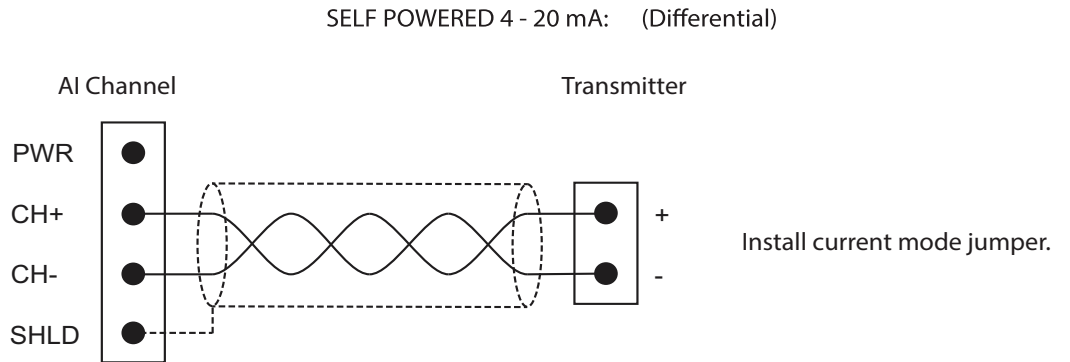 SELF POWERED 4 - 20 mA: (Differential)
AI Channel
Transmitter
PWR
CH+
CH-
SHLD
+
-
Install current mode jumper.